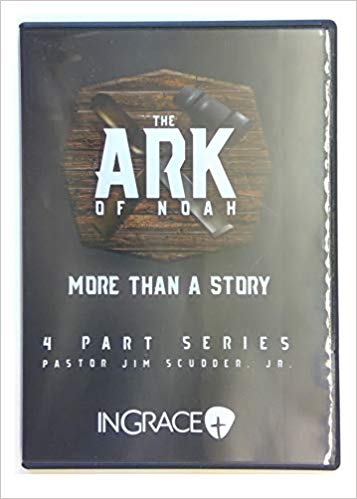 THE
ARK
OF NOAH
MORE THAN A STORY
4 PART SERIES
PASTOR JIM SCUDDER, JR.
INGRACE